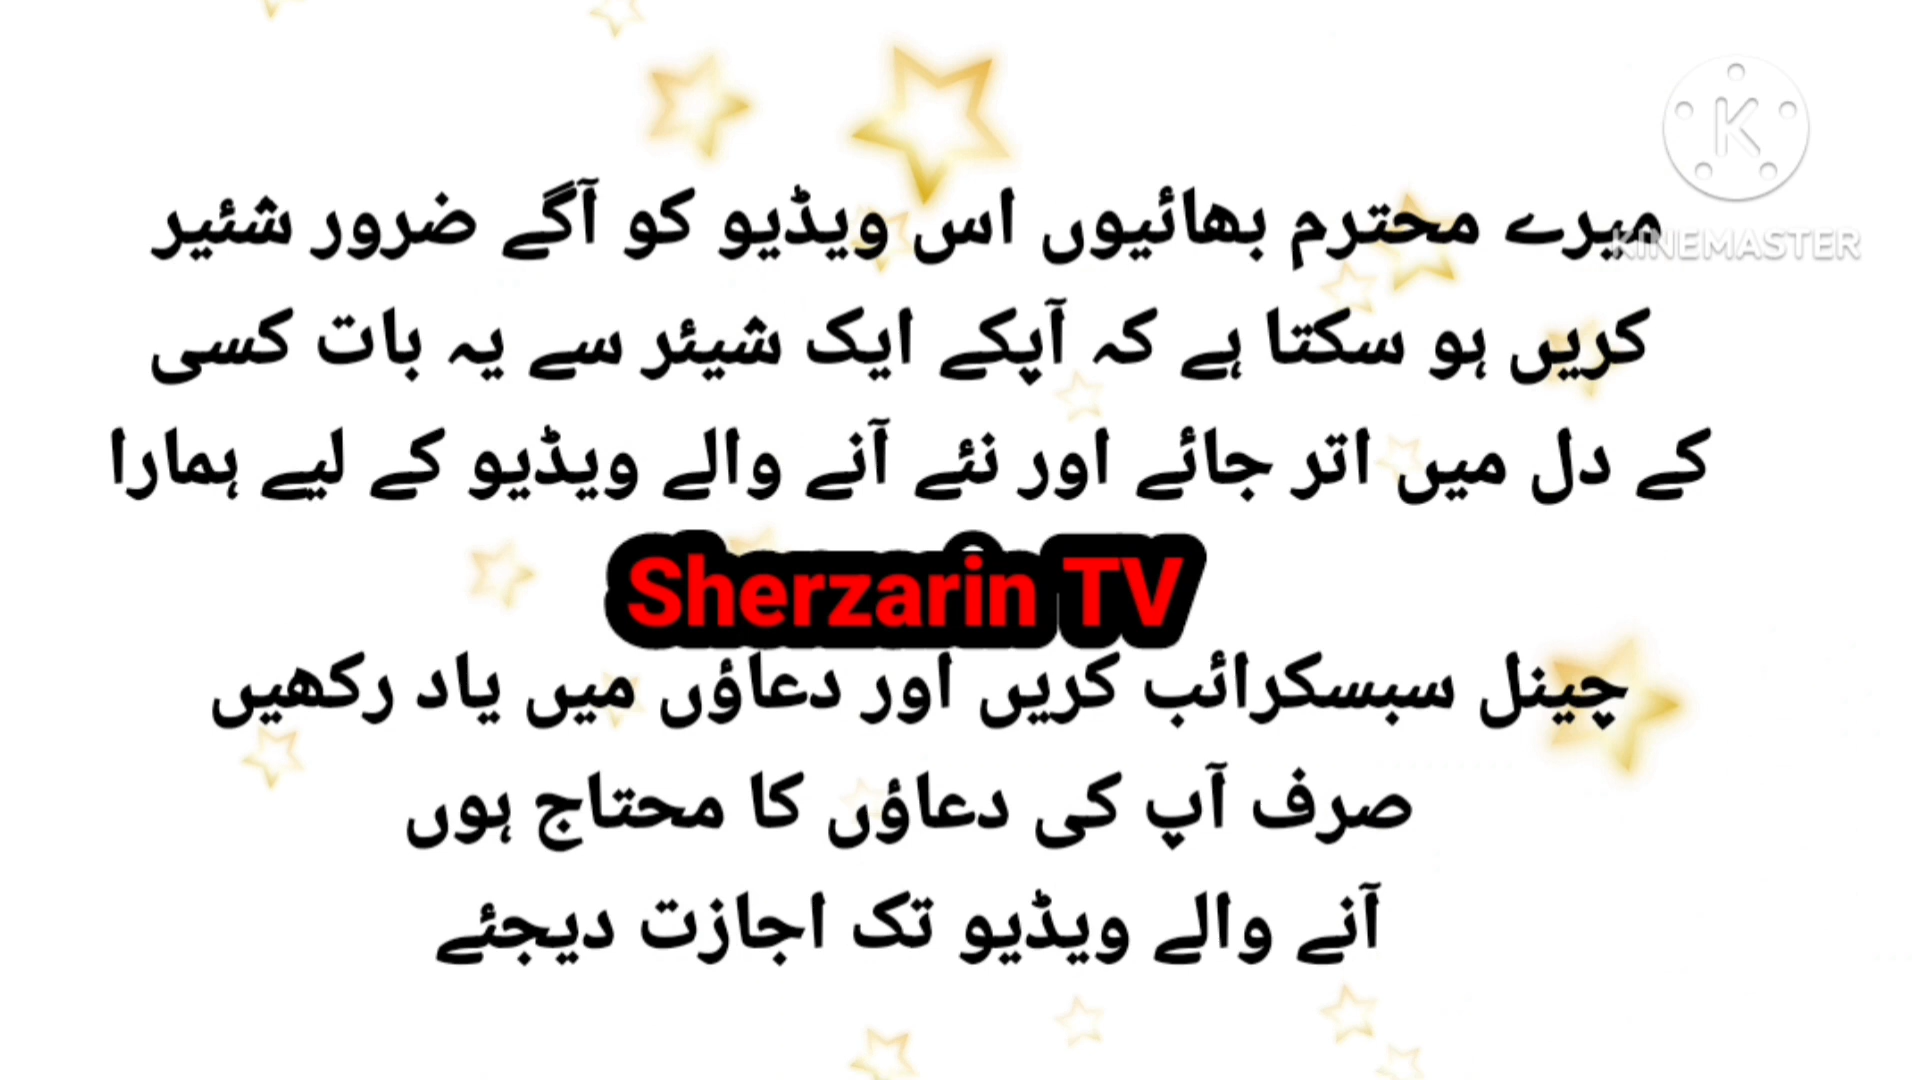 میرے محترم بھائیوں اس ویڈیو کو آگے ضرور شئیر
کریں ہو سکتا ہے کہ آپکے ایک شیئر سے یہ بات کسی
کے دل میں اتر جائے اور نئے آنے والے ویڈیو کے لیے ہمارا
Sherzarin TV
چینل سبسکرائب کریں اور دعاؤں میں یاد رکھیں
صرف آپ کی دعاؤں کا محتاج ہوں
آنے والے ویڈیو تک اجازت دیجئے
K
KINEMASTER